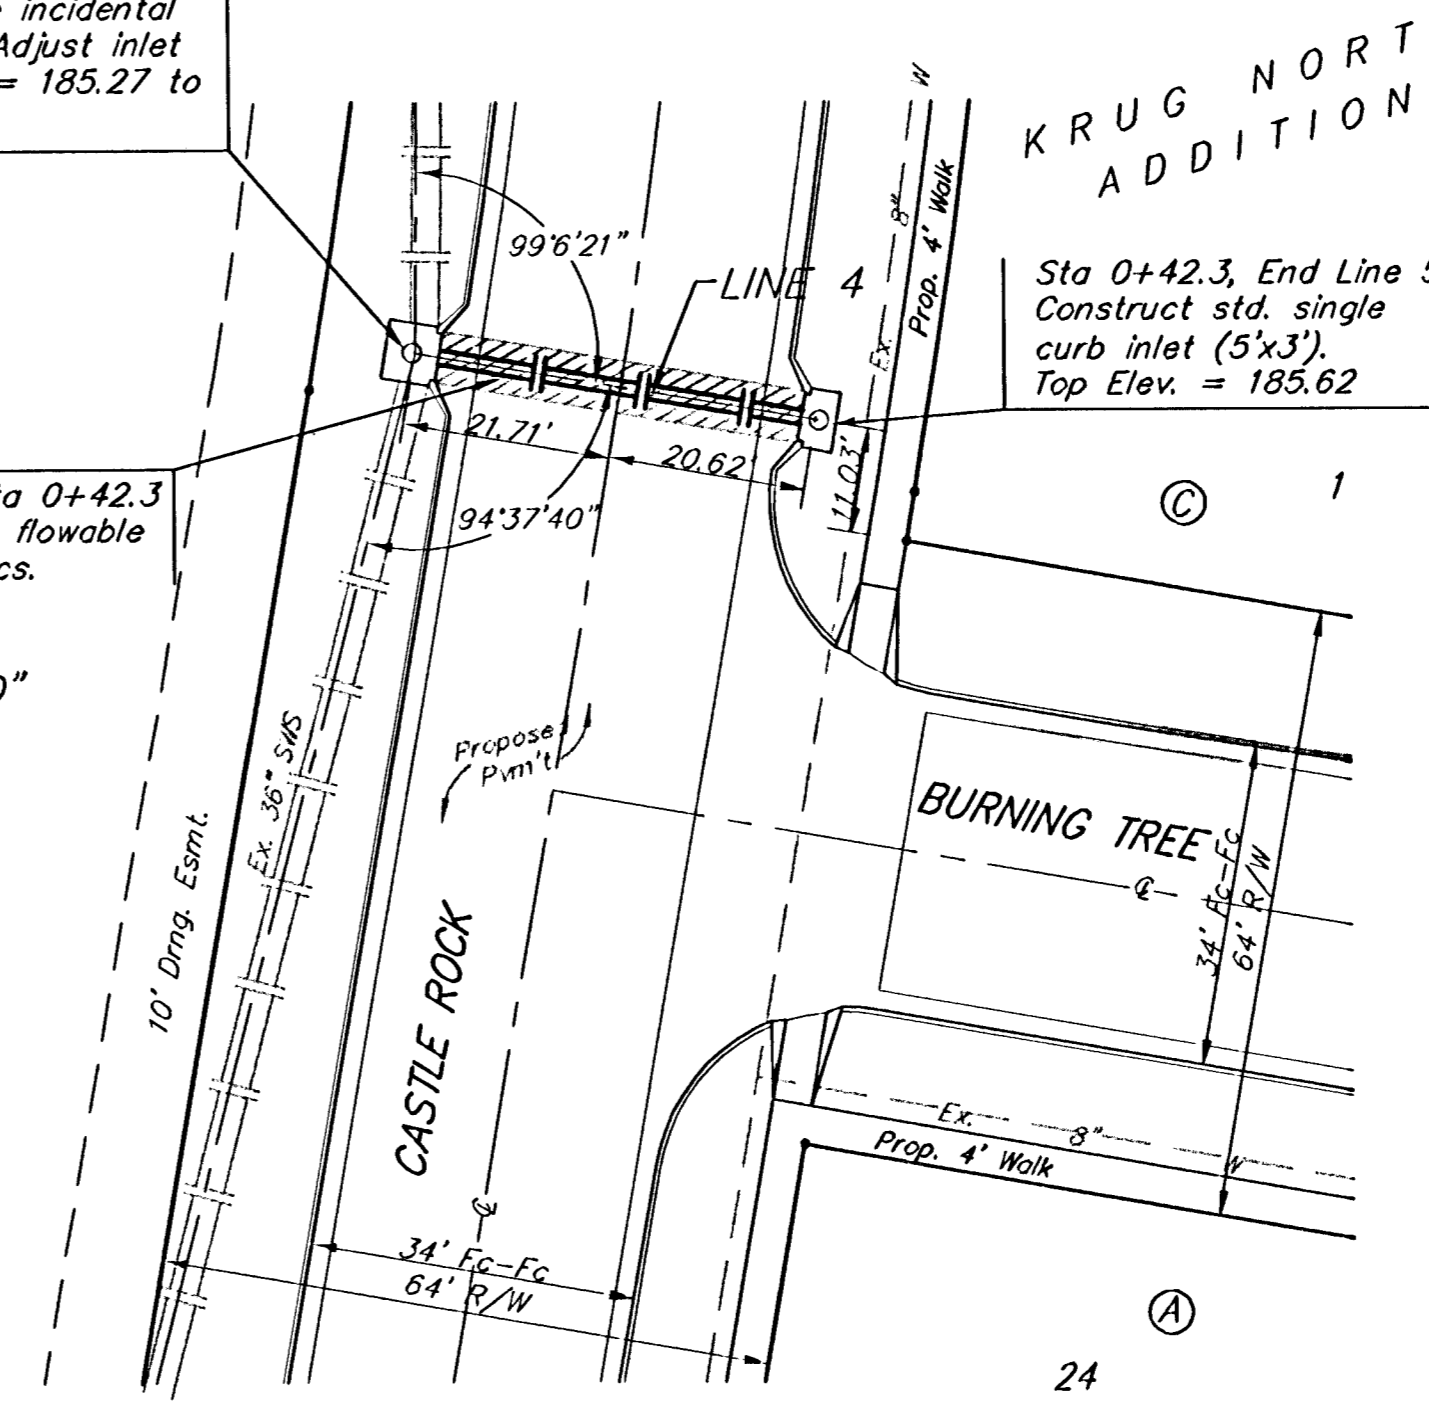 incidental
Adjust inlet
= 185.27 to
KRUG NORT
ADDITION
W
8"
Ex.
Prop. 4' Walk
99°6'21"
LINE 4
Sta 0+42.3, End Line 5
Construct std. single
curb inlet (5'x3').
Top Elev. = 185.62
21.71'
20.62'
11.03'
94°37'40"
ta 0+42.3
flowable
cs.
0"
C
1
Propose
Pvm't
Ex. 36" SWS
10' Drng. Esmt.
BURNING TREE
℄
34' Fc-Fc
64' R/W
CASTLE ROCK
℄
Ex. 8" W
Prop. 4' Walk
34' Fc-Fc
64' R/W
A
24